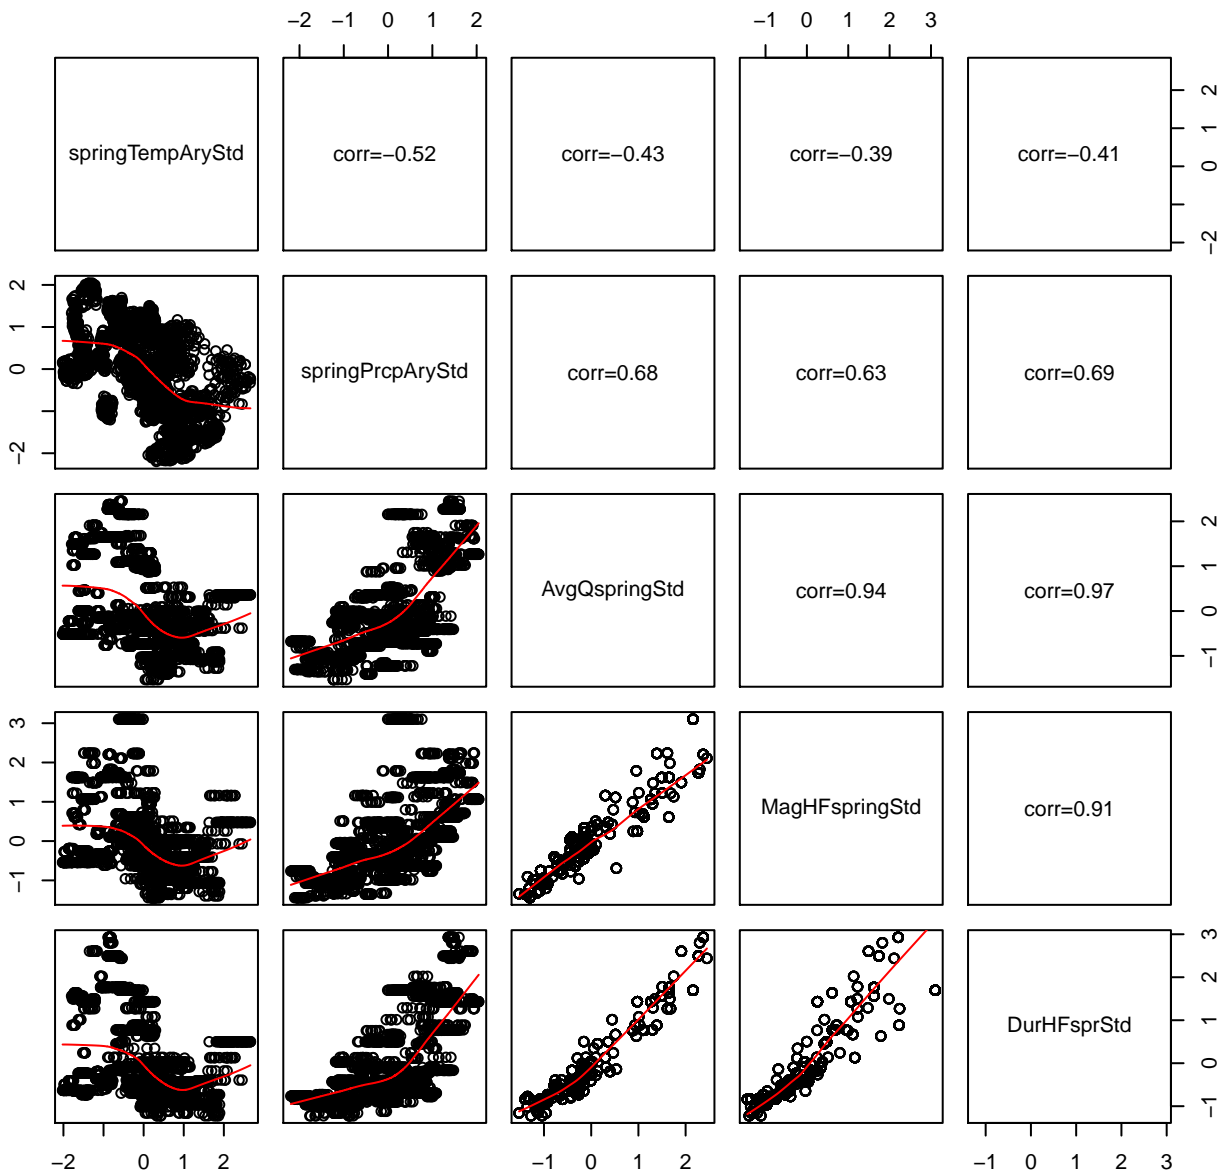 −2 −1 0 1 2 −1 0 1 2 3
springTempAryStd corr=−0.52 corr=−0.43 corr=−0.39 corr=−0.41
−2 0 1 2
−2 0 1 2
springPrcpAryStd corr=0.68 corr=0.63 corr=0.69
AvgQspringStd corr=0.94 corr=0.97
−1 0 1 2
−1 0 1 2 3
MagHFspringStd corr=0.91
DurHFsprStd
−1 0 1 2 3
−2 0 1 2 −1 0 1 2 −1 0 1 2 3